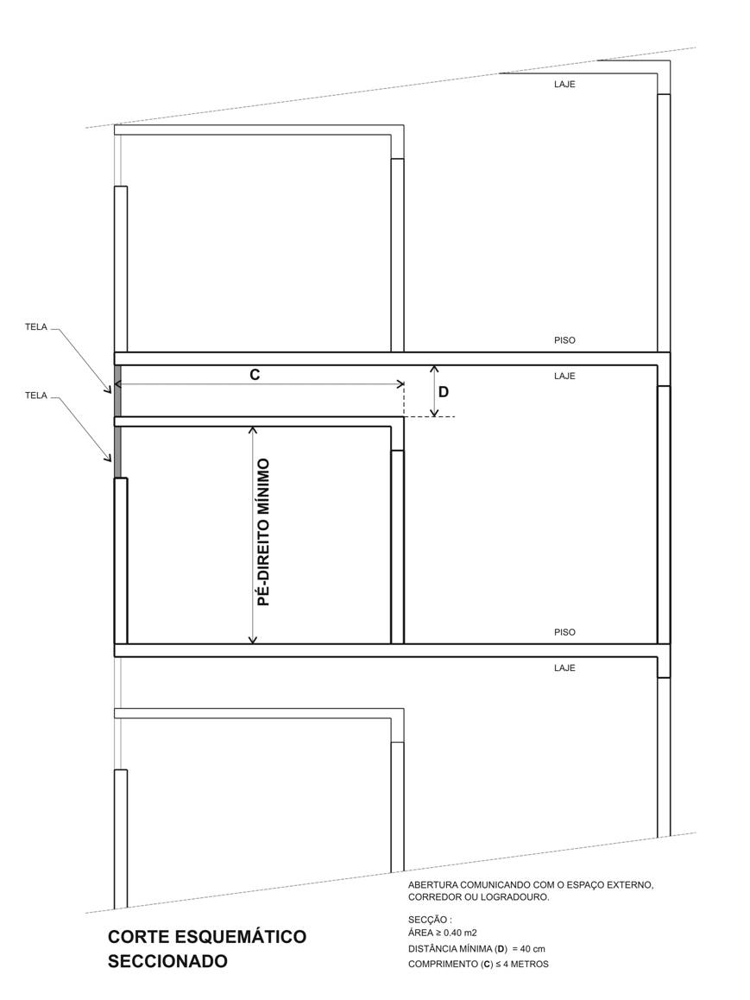 LAJE
TELA
PISO
C
LAJE
D
TELA
PÉ-DIREITO MÍNIMO
PISO
LAJE
ABERTURA COMUNICANDO COM O ESPAÇO EXTERNO,
CORREDOR OU LOGRADOURO.
SECÇÃO :
ÁREA ≥ 0.40 m2
DISTÂNCIA MÍNIMA (D) = 40 cm
COMPRIMENTO (C) ≤ 4 METROS
CORTE ESQUEMÁTICO
SECCIONADO